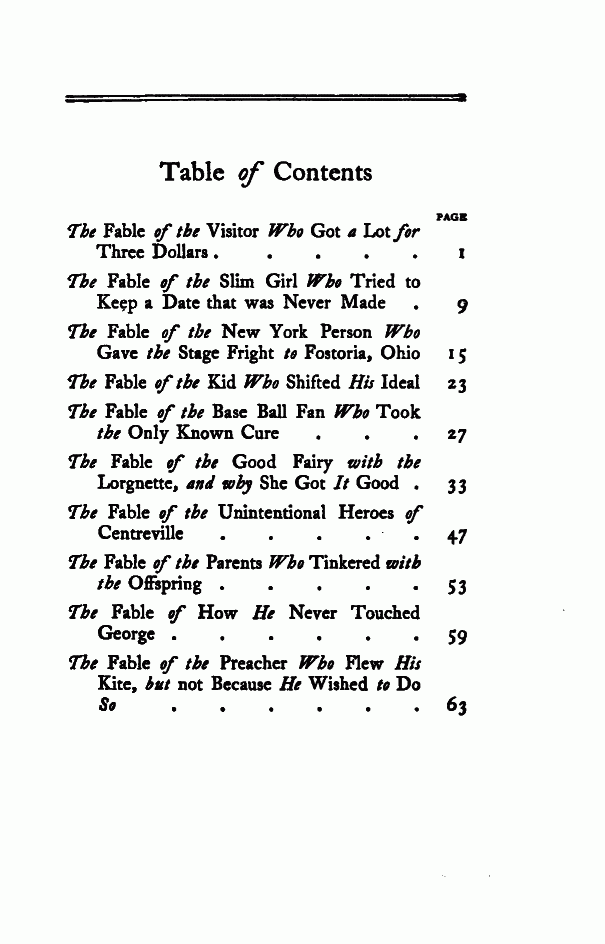 Table of Contents
PAGE
The Fable of the Visitor Who Got a Lot for
Three Dollars . . . . . 1
The Fable of the Slim Girl Who Tried to
Keep a Date that was Never Made . 9
The Fable of the New York Person Who
Gave the Stage Fright to Fostoria, Ohio 15
The Fable of the Kid Who Shifted His Ideal 23
The Fable of the Base Ball Fan Who Took
the Only Known Cure . . . 27
The Fable of the Good Fairy with the
Lorgnette, and why She Got It Good . 33
The Fable of the Unintentional Heroes of
Centreville . . . . . 47
The Fable of the Parents Who Tinkered with
the Offspring . . . . . 53
The Fable of How He Never Touched
George . . . . . . 59
The Fable of the Preacher Who Flew His
Kite, but not Because He Wished to Do
So . . . . . . 63